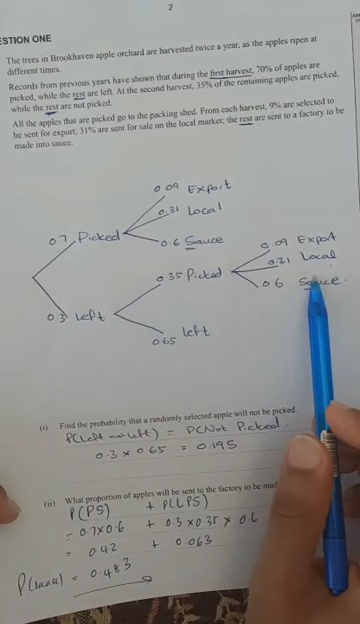 2
ESTION ONE
The trees in Brookhaven apple orchard are harvested twice a year, as the apples ripen at
different times.
Records from previous years have shown that during the first harvest, 70% of apples are
picked, while the rest are left. At the second harvest, 35% of the remaining apples are picked,
while the rest are not picked.
All the apples that are picked go to the packing shed. From each harvest, 9% are selected to
be sent for export; 31% are sent for sale on the local market; the rest are sent to a factory to be
made into sauce.
0.09 Export
0.31 Local
0.7 Picked
0.6 Sauce
0.09 Export
0.31 Local
0.35 Picked
0.6 Sauce
0.3 Left
0.65 Left
(i) Find the probability that a randomly selected apple will not be picked.
P(Left and left) = P(Not Picked)
0.3 x 0.65 = 0.195
(ii) What proportion of apples will be sent to the factory to be mad
P(PS) + P(LPS)
= 0.7x0.6 + 0.3x0.35 x 0.6
= 0.42 + 0.063
= 0.483